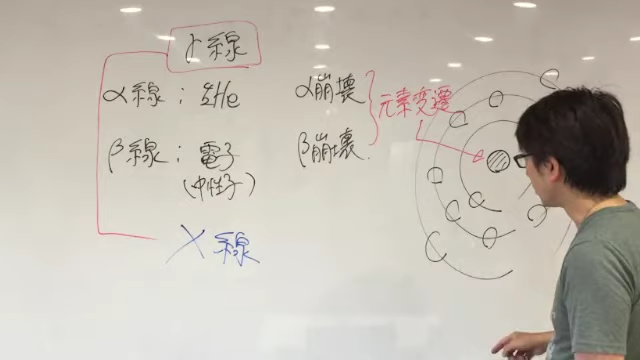 γ線
α線 ; ⁴₂He
β線 ; 電子
(中性子)
X線
α崩壊
β崩壊
元素変遷